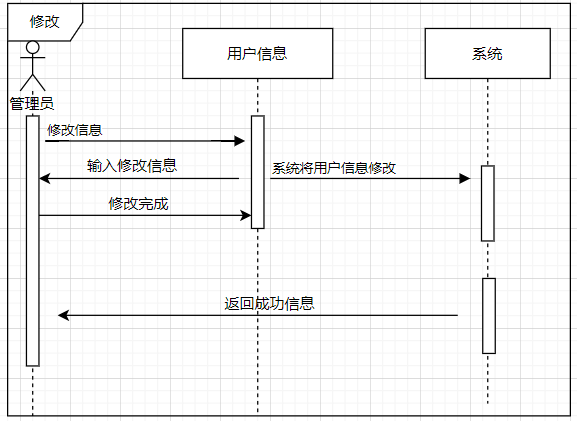 修改
用户信息
系统
管理员
修改信息
输入修改信息
系统将用户信息修改
修改完成
返回成功信息